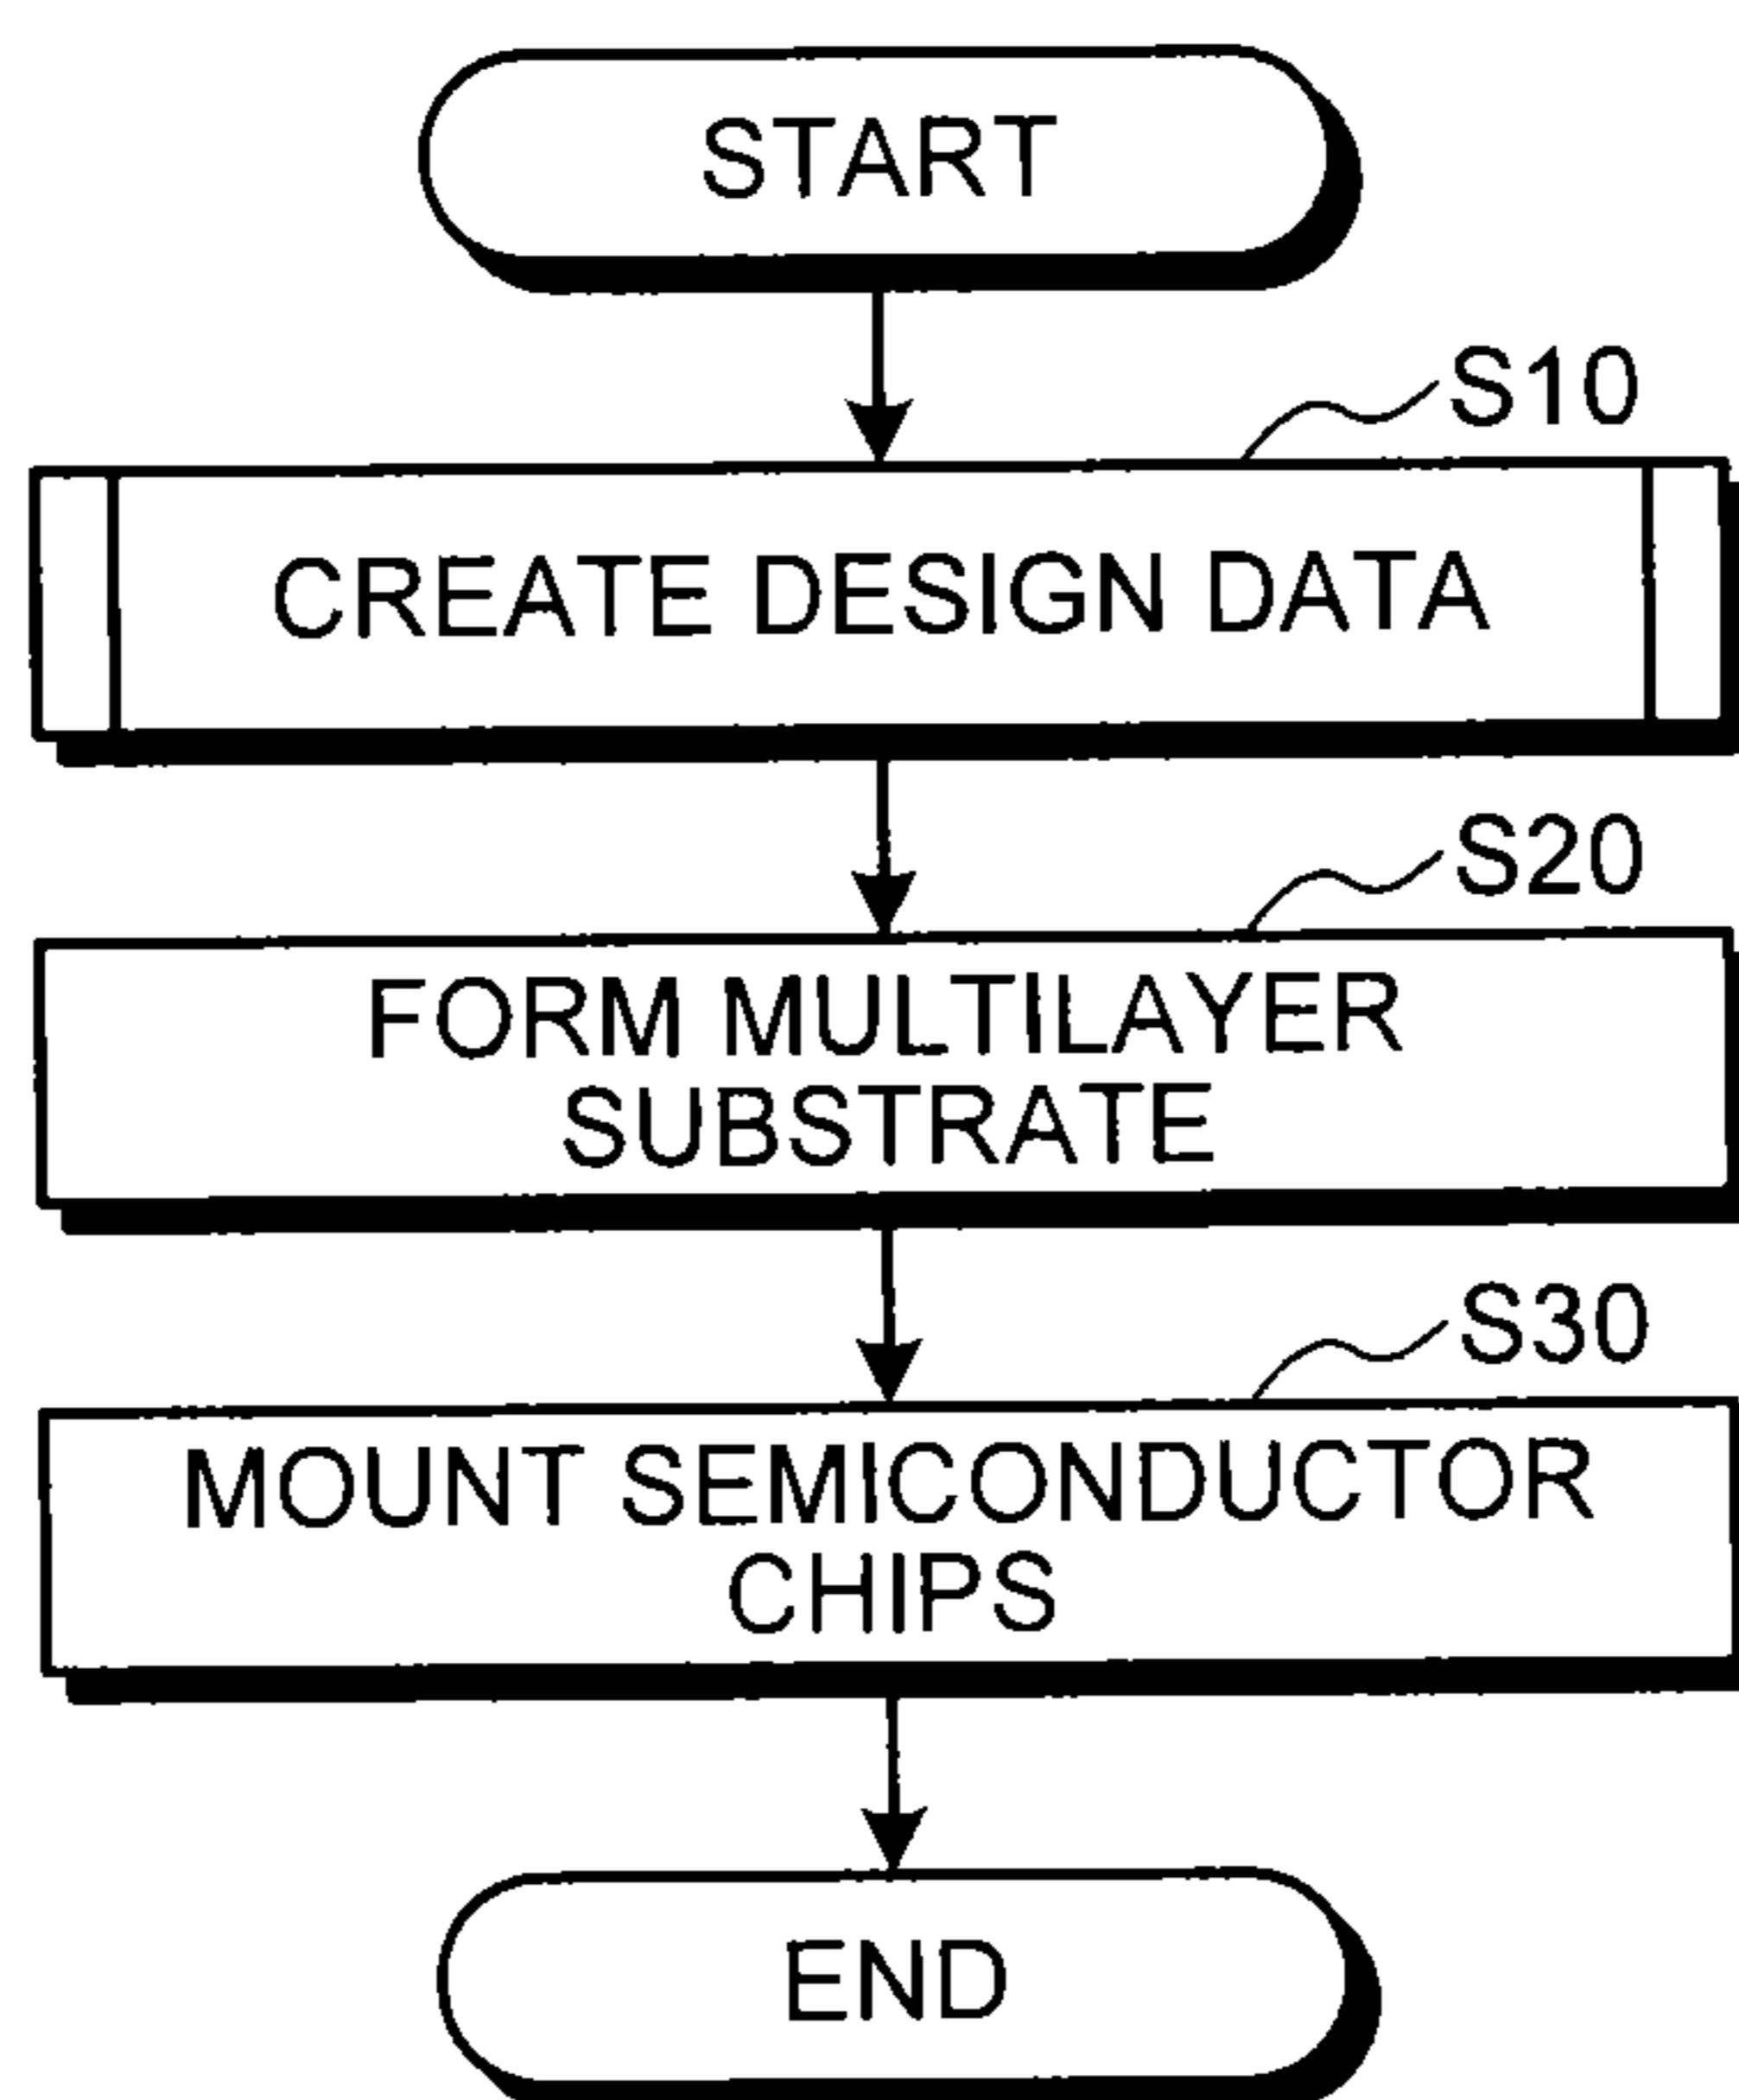 START
S10
CREATE DESIGN DATA
S20
FORM MULTILAYER
SUBSTRATE
S30
MOUNT SEMICONDUCTOR
CHIPS
END